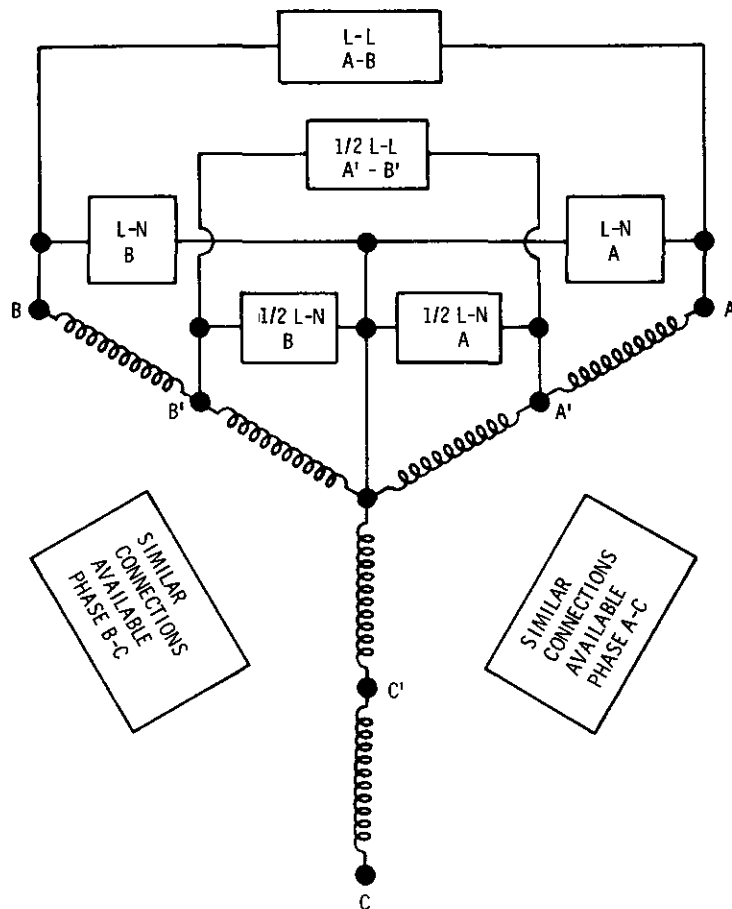 L-L
A-B
1/2 L-L
A' - B'
L-N
B
L-N
A
1/2 L-N
B
1/2 L-N
A
B
A
B'
A'
SIMILAR
CONNECTIONS
AVAILABLE
PHASE B-C
SIMILAR
CONNECTIONS
AVAILABLE
PHASE A-C
C'
C